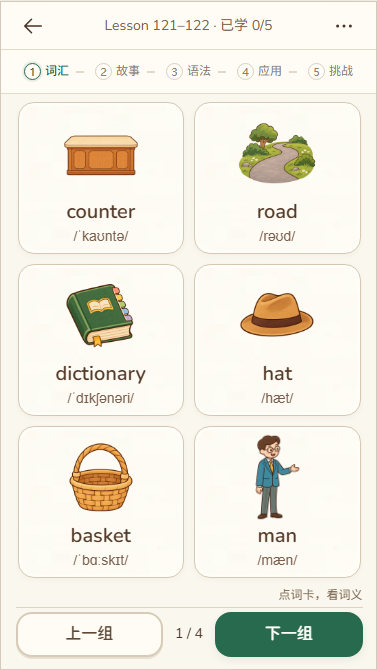 Lesson 121–122 · 已学 0/5
1 词汇 – 2 故事 – 3 语法 – 4 应用 – 5 挑战
counter
/ˈkaʊntə/
road
/rəʊd/
dictionary
/ˈdɪkʃənəri/
hat
/hæt/
basket
/ˈbɑːskɪt/
man
/mæn/
点词卡，看词义
上一组
1 / 4
下一组